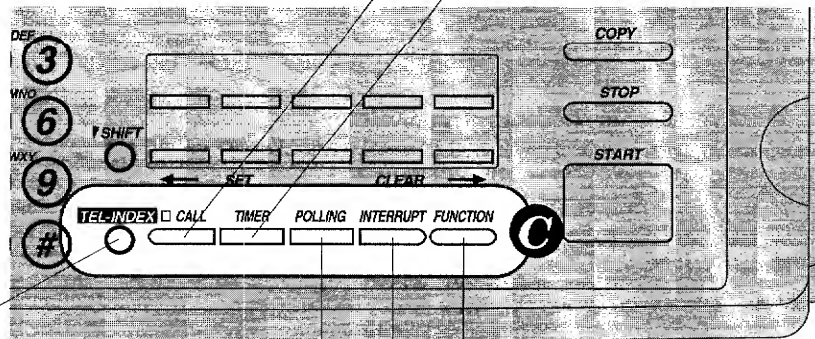 DEF
3
COPY
MNO
6
STOP
SHIFT
WXY
9
START
SET CLEAR
TEL-INDEX CALL TIMER POLLING INTERRUPT FUNCTION
#
C